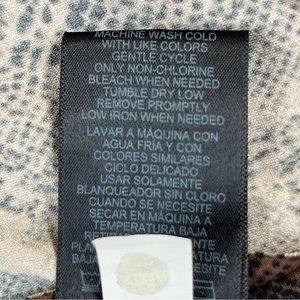 MACHINE WASH COLD
WITH LIKE COLORS
GENTLE CYCLE
ONLY NON-CHLORINE
BLEACH WHEN NEEDED
TUMBLE DRY LOW
REMOVE PROMPTLY
LOW IRON WHEN NEEDED
LAVAR A MAQUINA CON
AGUA FRIA Y CON
COLORES SIMILARES
CICLO DELICADO
USAR SOLAMENTE
BLANQUEADOR SIN CLORO
CUANDO SE NECESITE
SECAR EN MAQUINA A
TEMPERATURA BAJA